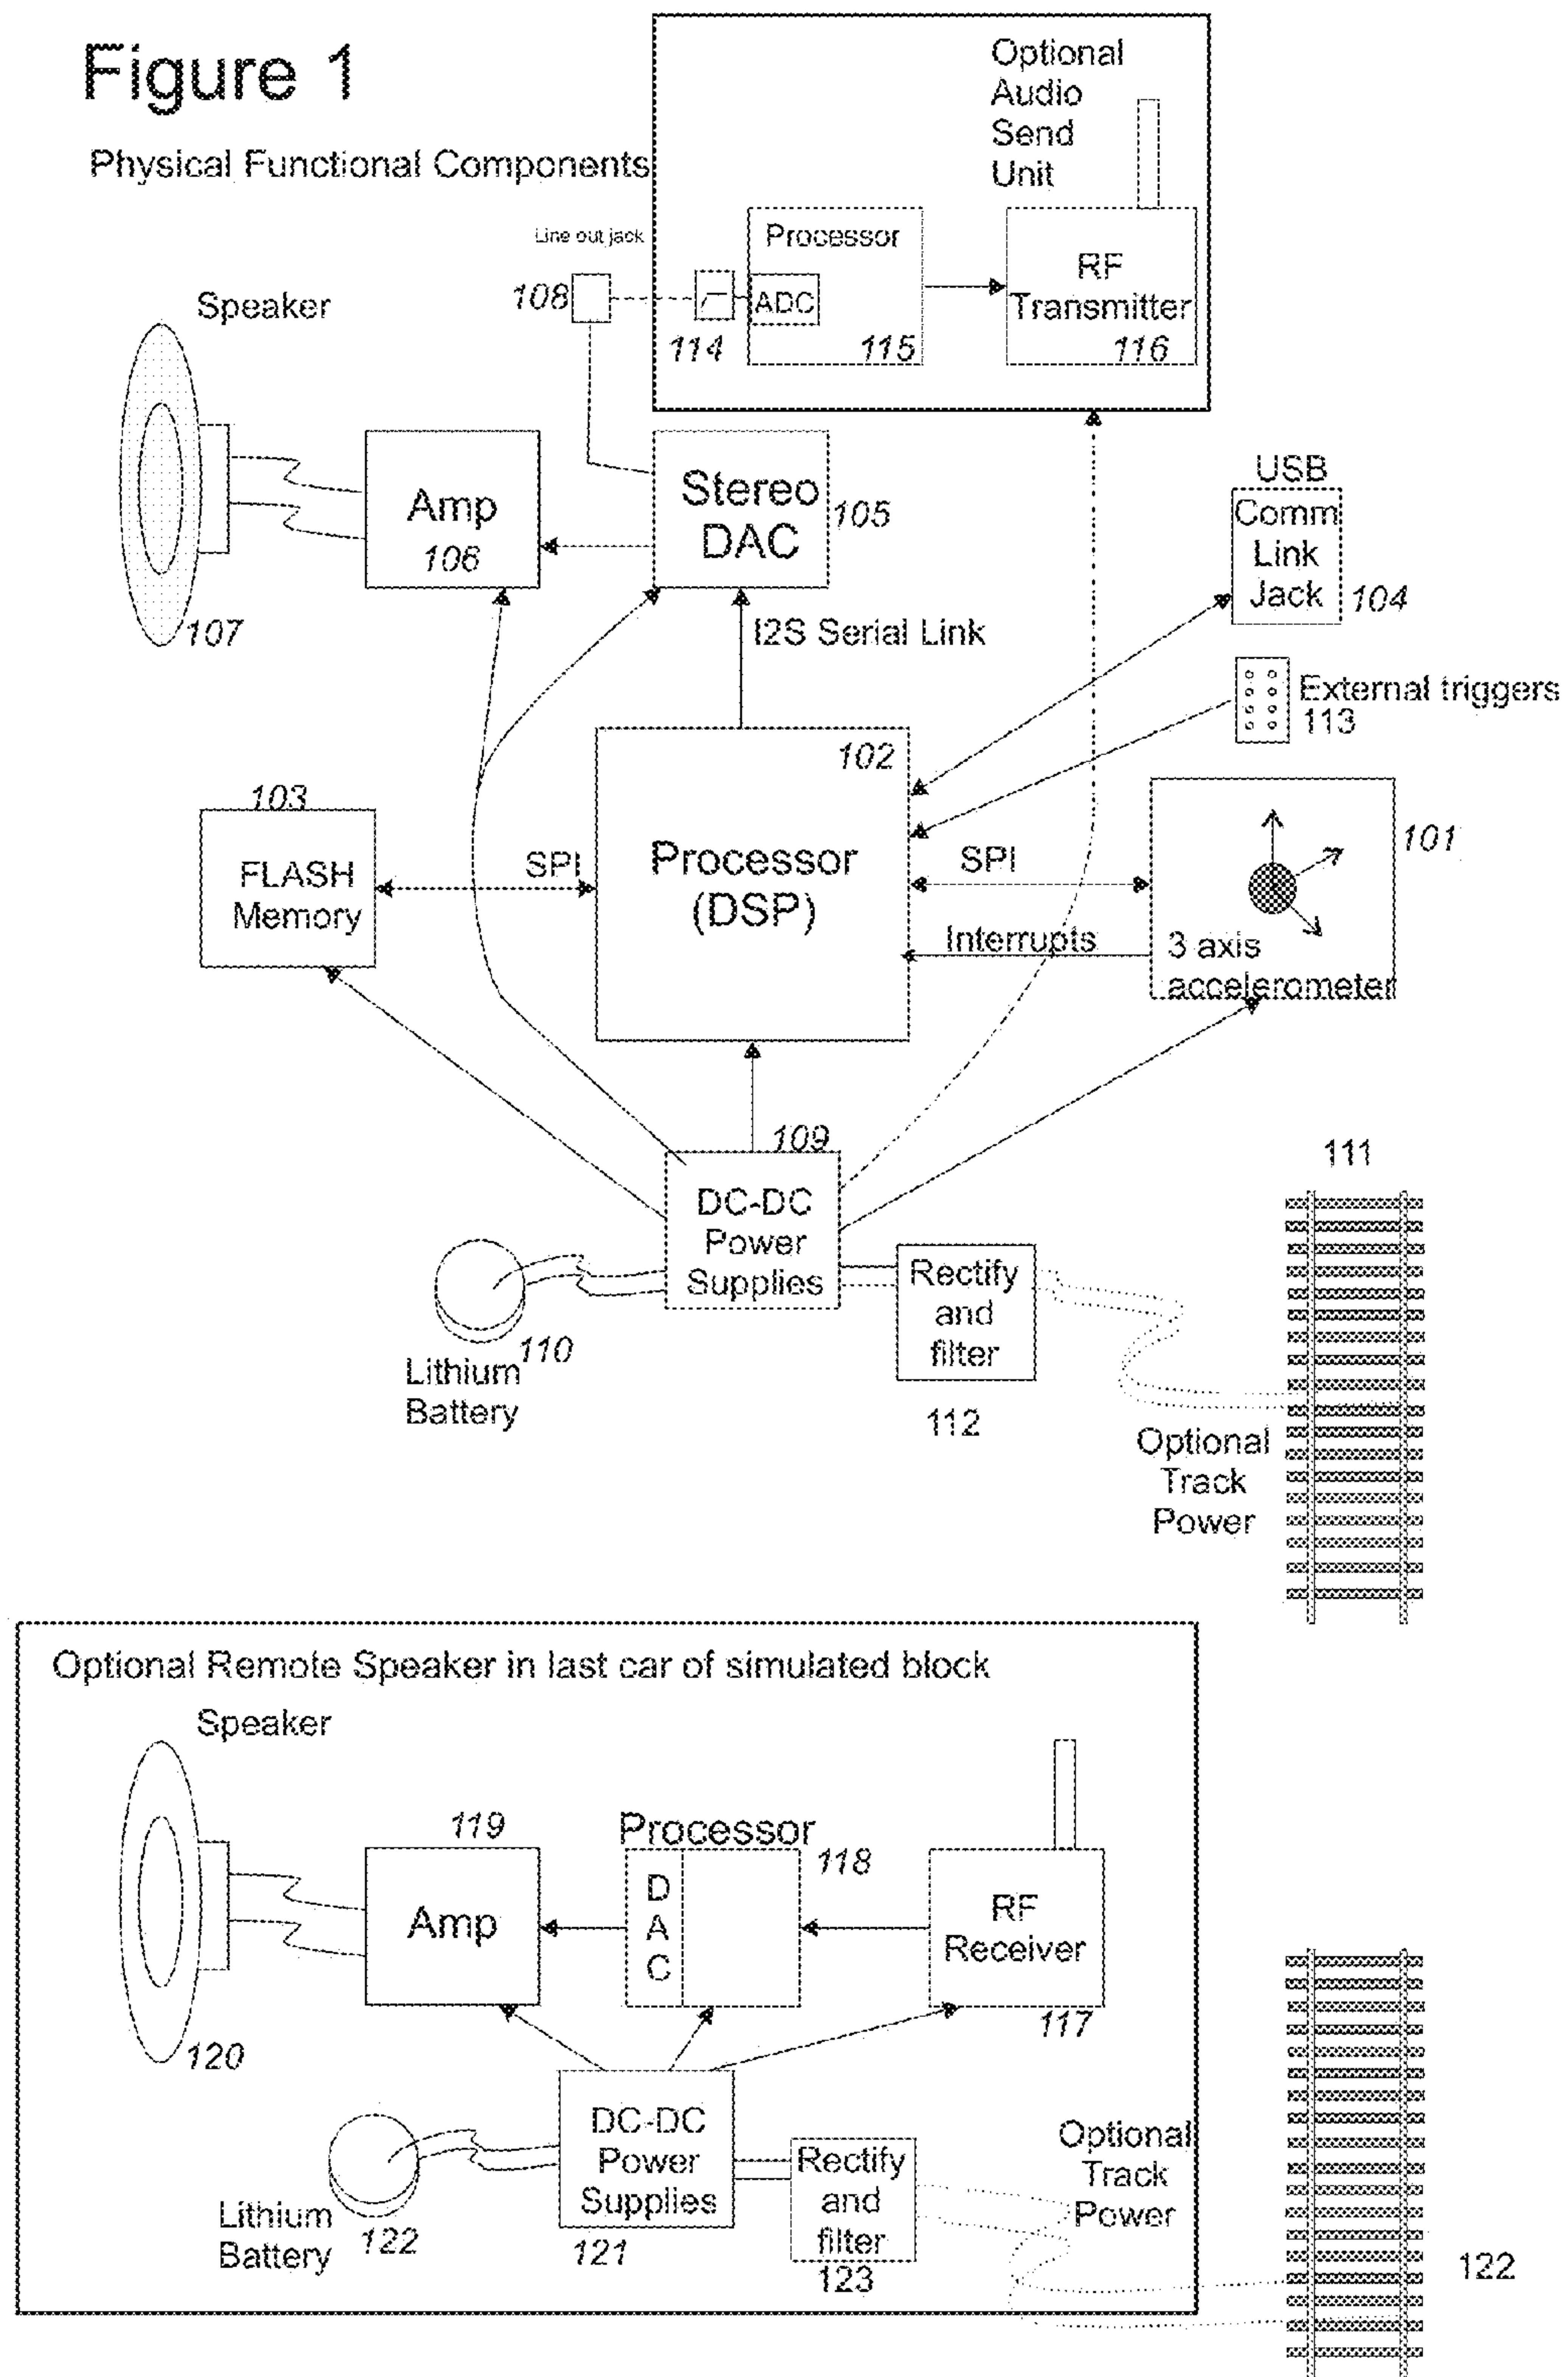 Figure 1
Physical Functional Components
Optional
Audio
Send
Unit
Line out jack
108
114
Processor
ADC
115
RF
Transmitter
116
Speaker
107
Amp
106
Stereo
DAC
105
I2S Serial Link
USB
Comm
Link
Jack
104
External triggers
113
103
FLASH
Memory
SPI
102
Processor
(DSP)
SPI
Interrupts
101
3 axis
accelerometer
109
DC-DC
Power
Supplies
110
Lithium
Battery
Rectify
and
filter
112
111
Optional
Track
Power
Optional Remote Speaker in last car of simulated block
Speaker
120
119
Amp
Processor
118
D
A
C
RF
Receiver
117
DC-DC
Power
Supplies
121
Lithium
Battery
122
Rectify
and
filter
123
Optional
Track
Power
122